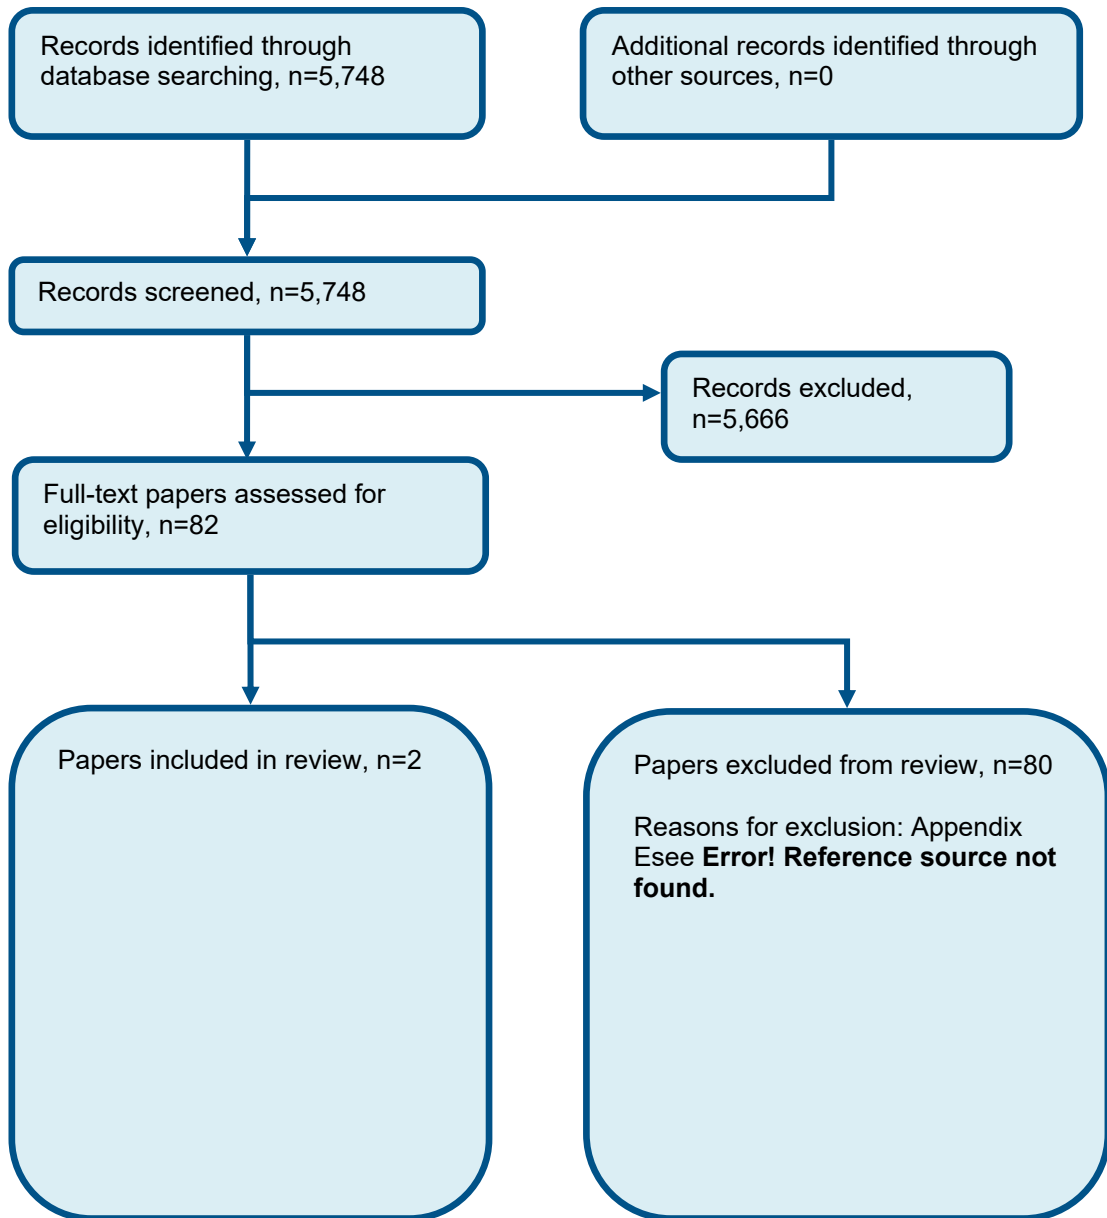 Records identified through
database searching, n=5,748
Additional records identified through
other sources, n=0
Records screened, n=5,748
Records excluded,
n=5,666
Full-text papers assessed for
eligibility, n=82
Papers included in review, n=2
Papers excluded from review, n=80
Reasons for exclusion: Appendix
Esee Error! Reference source not
found.